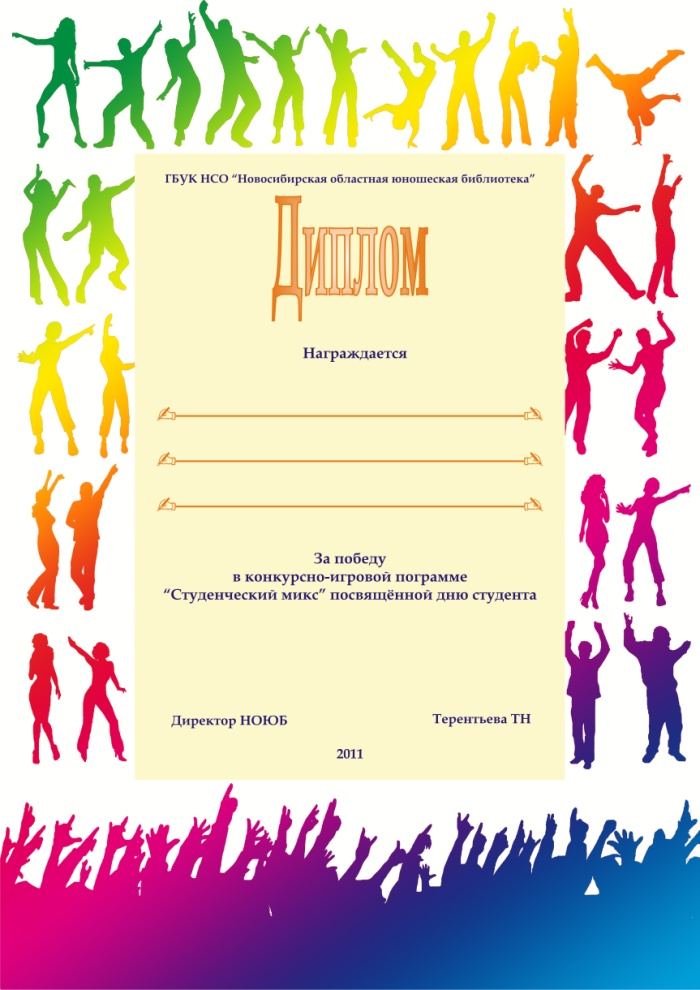 ГБУК НСО “Новосибирская областная юношеская библиотека”
Диплом
Награждается
За победу
в конкурсно-игровой пограмме
“Студенческий микс” посвящённой дню студента
Директор НОЮБ Терентьева ТН
2011